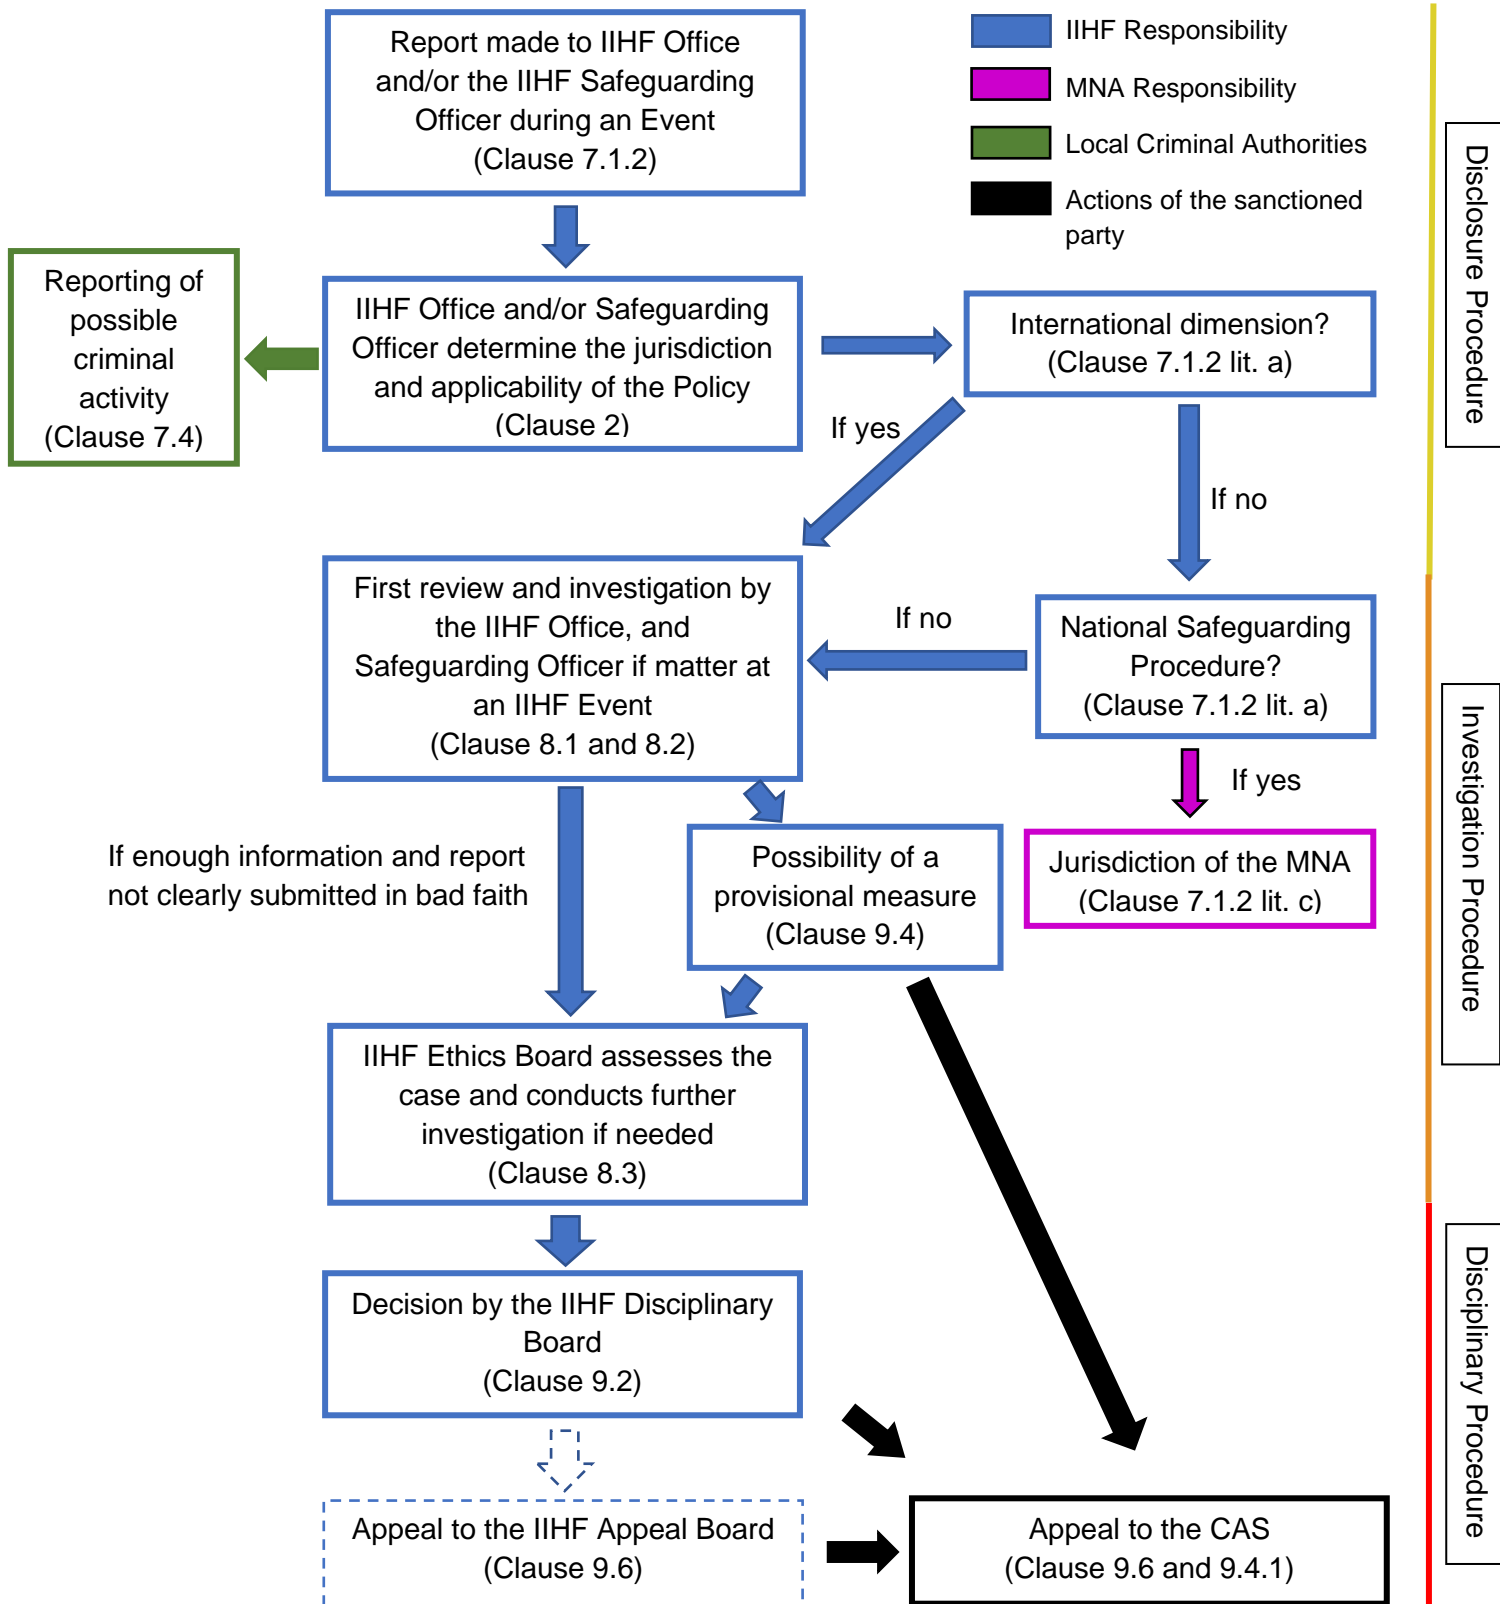 Report made to IIHF Office
and/or the IIHF Safeguarding
Officer during an Event
(Clause 7.1.2)
IIHF Responsibility
MNA Responsibility
Local Criminal Authorities
Actions of the sanctioned
party
Disclosure Procedure
Reporting of
possible
criminal
activity
(Clause 7.4)
IIHF Office and/or Safeguarding
Officer determine the jurisdiction
and applicability of the Policy
(Clause 2)
International dimension?
(Clause 7.1.2 lit. a)
If yes
If no
First review and investigation by
the IIHF Office, and
Safeguarding Officer if matter at
an IIHF Event
(Clause 8.1 and 8.2)
If no
National Safeguarding
Procedure?
(Clause 7.1.2 lit. a)
Investigation Procedure
If yes
If enough information and report
not clearly submitted in bad faith
Possibility of a
provisional measure
(Clause 9.4)
Jurisdiction of the MNA
(Clause 7.1.2 lit. c)
IIHF Ethics Board assesses the
case and conducts further
investigation if needed
(Clause 8.3)
Decision by the IIHF Disciplinary
Board
(Clause 9.2)
Disciplinary Procedure
Appeal to the IIHF Appeal Board
(Clause 9.6)
Appeal to the CAS
(Clause 9.6 and 9.4.1)